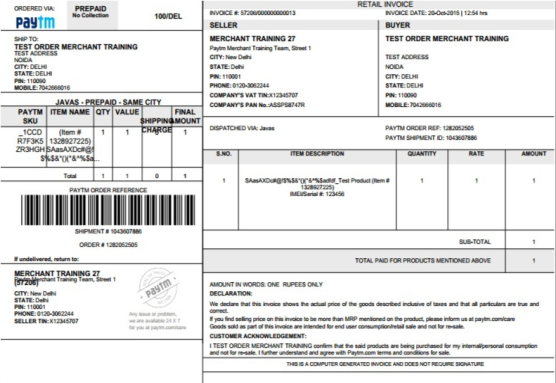 ORDERED VIA:
PREPAID
No Collection
100/DEL
paytm
SHIP TO:
TEST ORDER MERCHANT TRAINING
TEST ADDRESS
NOIDA
CITY: DELHI
STATE: DELHI
PIN: 110090
MOBILE:7042666016
JAVAS - PREPAID - SAME CITY
PAYTM SKU ITEM NAME QTY VALUE SHIPPING CHARGE FINAL AMOUNT
_1CCD (Item # 1 1 0 1
R7F3K5 1328927225)
ZR3HGH SAasAXDc#@!
$%$&*()(*&^%$a...
Total 1 1 0 1
PAYTM ORDER REFERENCE
SHIPMENT # 1043607886
ORDER # 1282052505
If undelivered, return to:
MERCHANT TRAINING 27
Paytm Merchant Training Team, Street 1
(57206)
CITY: New Delhi
STATE: Delhi
PIN: 110001
PHONE: 0120-3062244
SELLER TIN:X12345707
paytm
Any issue or problem,
we are available 24 X 7
for you at paytm.com/care
RETAIL INVOICE
INVOICE #: 57206/000000000013
INVOICE DATE: 20-Oct-2015 | 12:54 hrs
SELLER
MERCHANT TRAINING 27
Paytm Merchant Training Team, Street 1
CITY: New Delhi
STATE: Delhi
PIN: 110001
PHONE: 0120-3062244
COMPANY'S VAT TIN:X12345707
COMPANY'S PAN No.:ASSPS8747R
BUYER
TEST ORDER MERCHANT TRAINING
TEST ADDRESS
NOIDA
CITY: DELHI
STATE: DELHI
PIN: 110090
MOBILE:7042666016
DISPATCHED VIA: Javas
PAYTM ORDER REF: 1282052505
PAYTM SHIPMENT ID: 1043607886
S.NO. ITEM DESCRIPTION QUANTITY RATE AMOUNT
1 SAasAXDc#@!$%$&*()(*&^%$adfdf_Test Product (Item # 1 1 1
1328927225)
IMEI/Serial #: 123456
SUB-TOTAL 1
TOTAL PAID FOR PRODUCTS MENTIONED ABOVE 1
AMOUNT IN WORDS: ONE RUPEES ONLY
DECLARATION:
We declare that this invoice shows the actual price of the goods described inclusive of taxes and that all particulars are true and
correct.
If you find selling price on this invoice to be more than MRP mentioned on the product, please inform us at paytm.com/care
Goods sold as part of this invoice are intended for end user consumption/retail sale and not for re-sale.
CUSTOMER ACKNOWLEDGEMENT:
I TEST ORDER MERCHANT TRAINING confirm that the said products are being purchased for my internal/personal consumption
and not for re-sale. I further understand and agree with Paytm.com terms and conditions for sale.
THIS IS A COMPUTER GENERATED INVOICE AND DOES NOT REQUIRE SIGNATURE